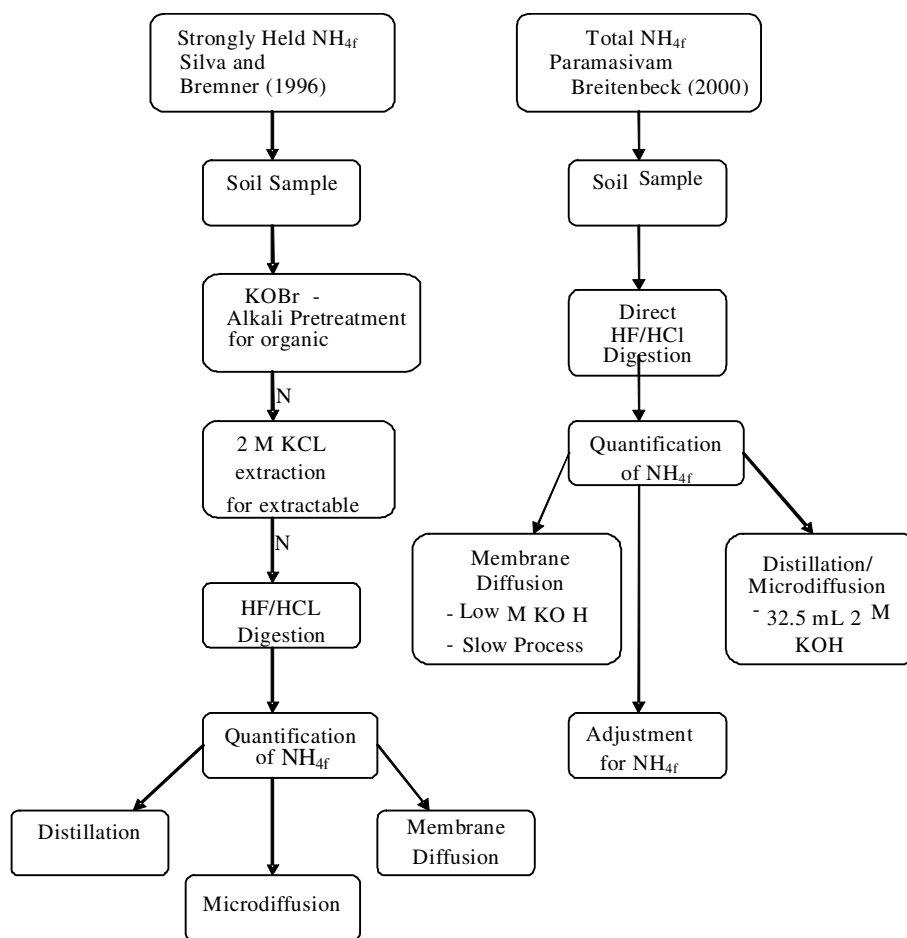 Strongly Held NH4f
Silva and
Bremner (1996)
Soil Sample
KOBr -
Alkali Pretreatment
for organic
N
2 M KCL
extraction
for extractable
N
HF/HCL
Digestion
Quantification
of NH4f
Distillation
Microdiffusion
Membrane
Diffusion
Total NH4f
Paramasivam
Breitenbeck (2000)
Soil Sample
Direct
HF/HCl
Digestion
Quantification
of NH4f
Membrane
Diffusion
- Low M KO H
- Slow Process
Adjustment
for NH4f
Distillation/
Microdiffusion
- 32.5 mL 2 M
KOH